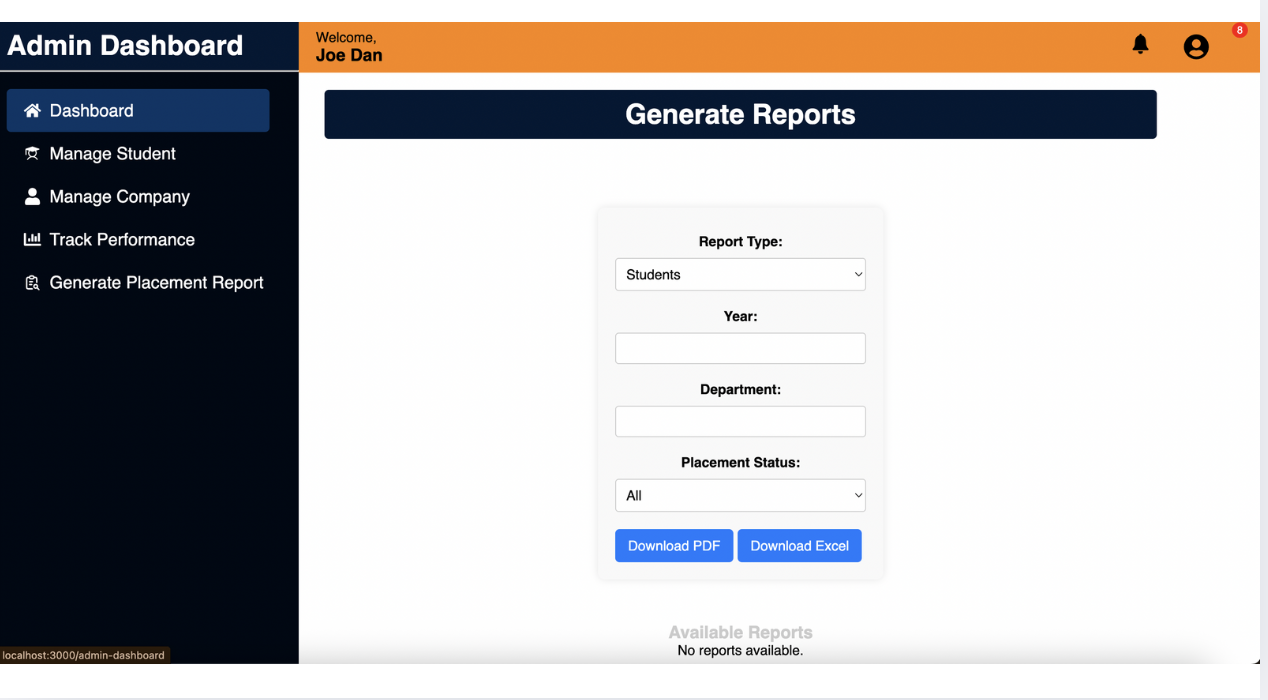 Admin Dashboard
Welcome,
Joe Dan
8
Dashboard
Manage Student
Manage Company
Track Performance
Generate Placement Report
Generate Reports
Report Type:
Students
Year:
Department:
Placement Status:
All
Download PDF Download Excel
Available Reports
No reports available.
localhost:3000/admin-dashboard